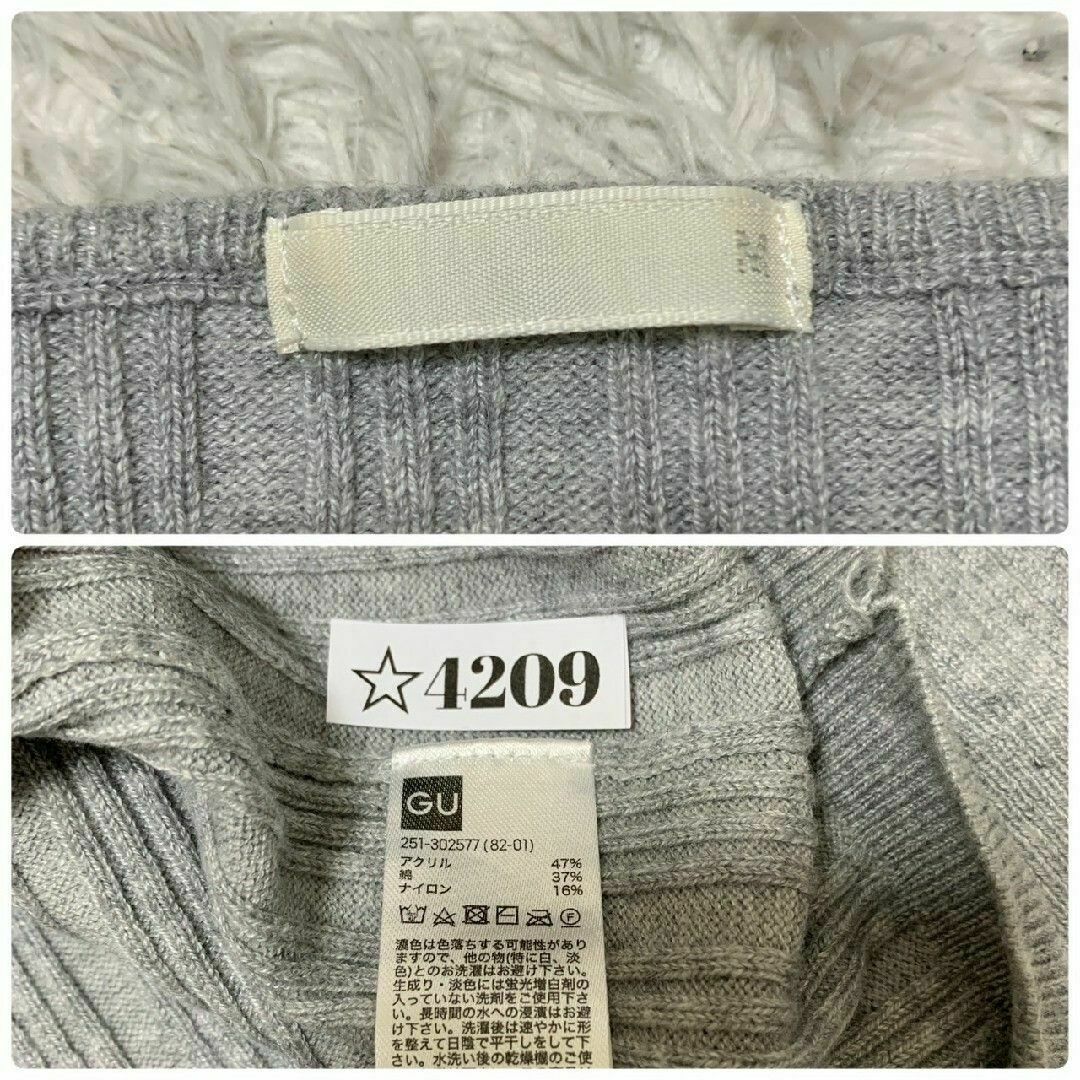 ☆4209
GU
251-302577 (82-01)
アクリル 47%
綿 37%
ナイロン 16%
濃色は色落ちする可能性があり
ますので、他の物(特に白、淡
色)とのお洗濯はお避け下さい。
生成り・淡色には蛍光増白剤の
入っていない洗剤をご使用下さ
い。長時間の水への浸漬はお避
け下さい。洗濯後は速やかに形
を整えて日陰で平干しをして下
さい。水洗い後の乾燥機のご使